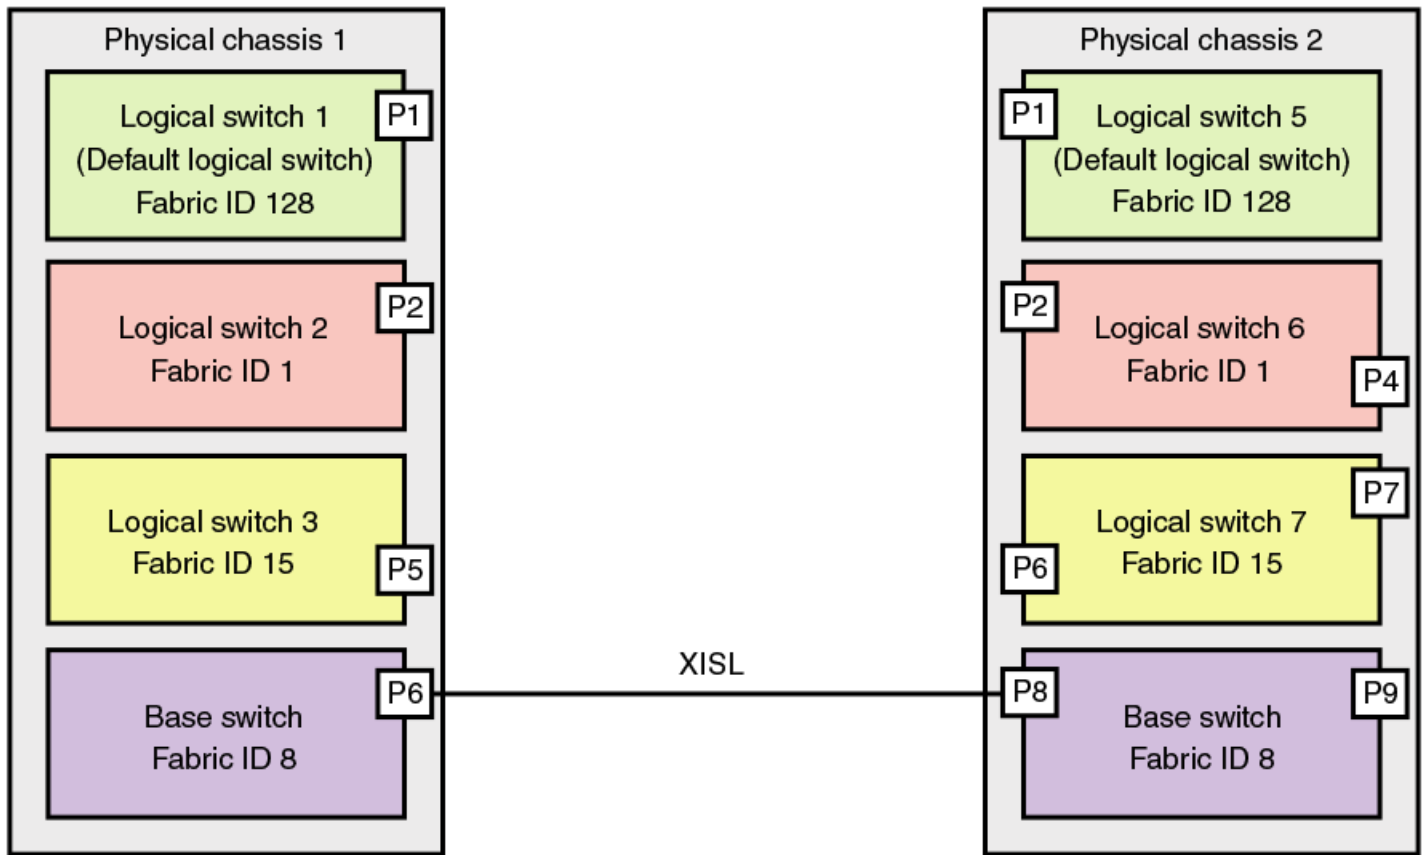 Physical chassis 1
Logical switch 1
(Default logical switch)
Fabric ID 128
P1
Logical switch 2
Fabric ID 1
P2
Logical switch 3
Fabric ID 15
P5
Base switch
Fabric ID 8
P6
XISL
Physical chassis 2
P1
Logical switch 5
(Default logical switch)
Fabric ID 128
P2
Logical switch 6
Fabric ID 1
P4
P7
Logical switch 7
Fabric ID 15
P6
P8
Base switch
Fabric ID 8
P9